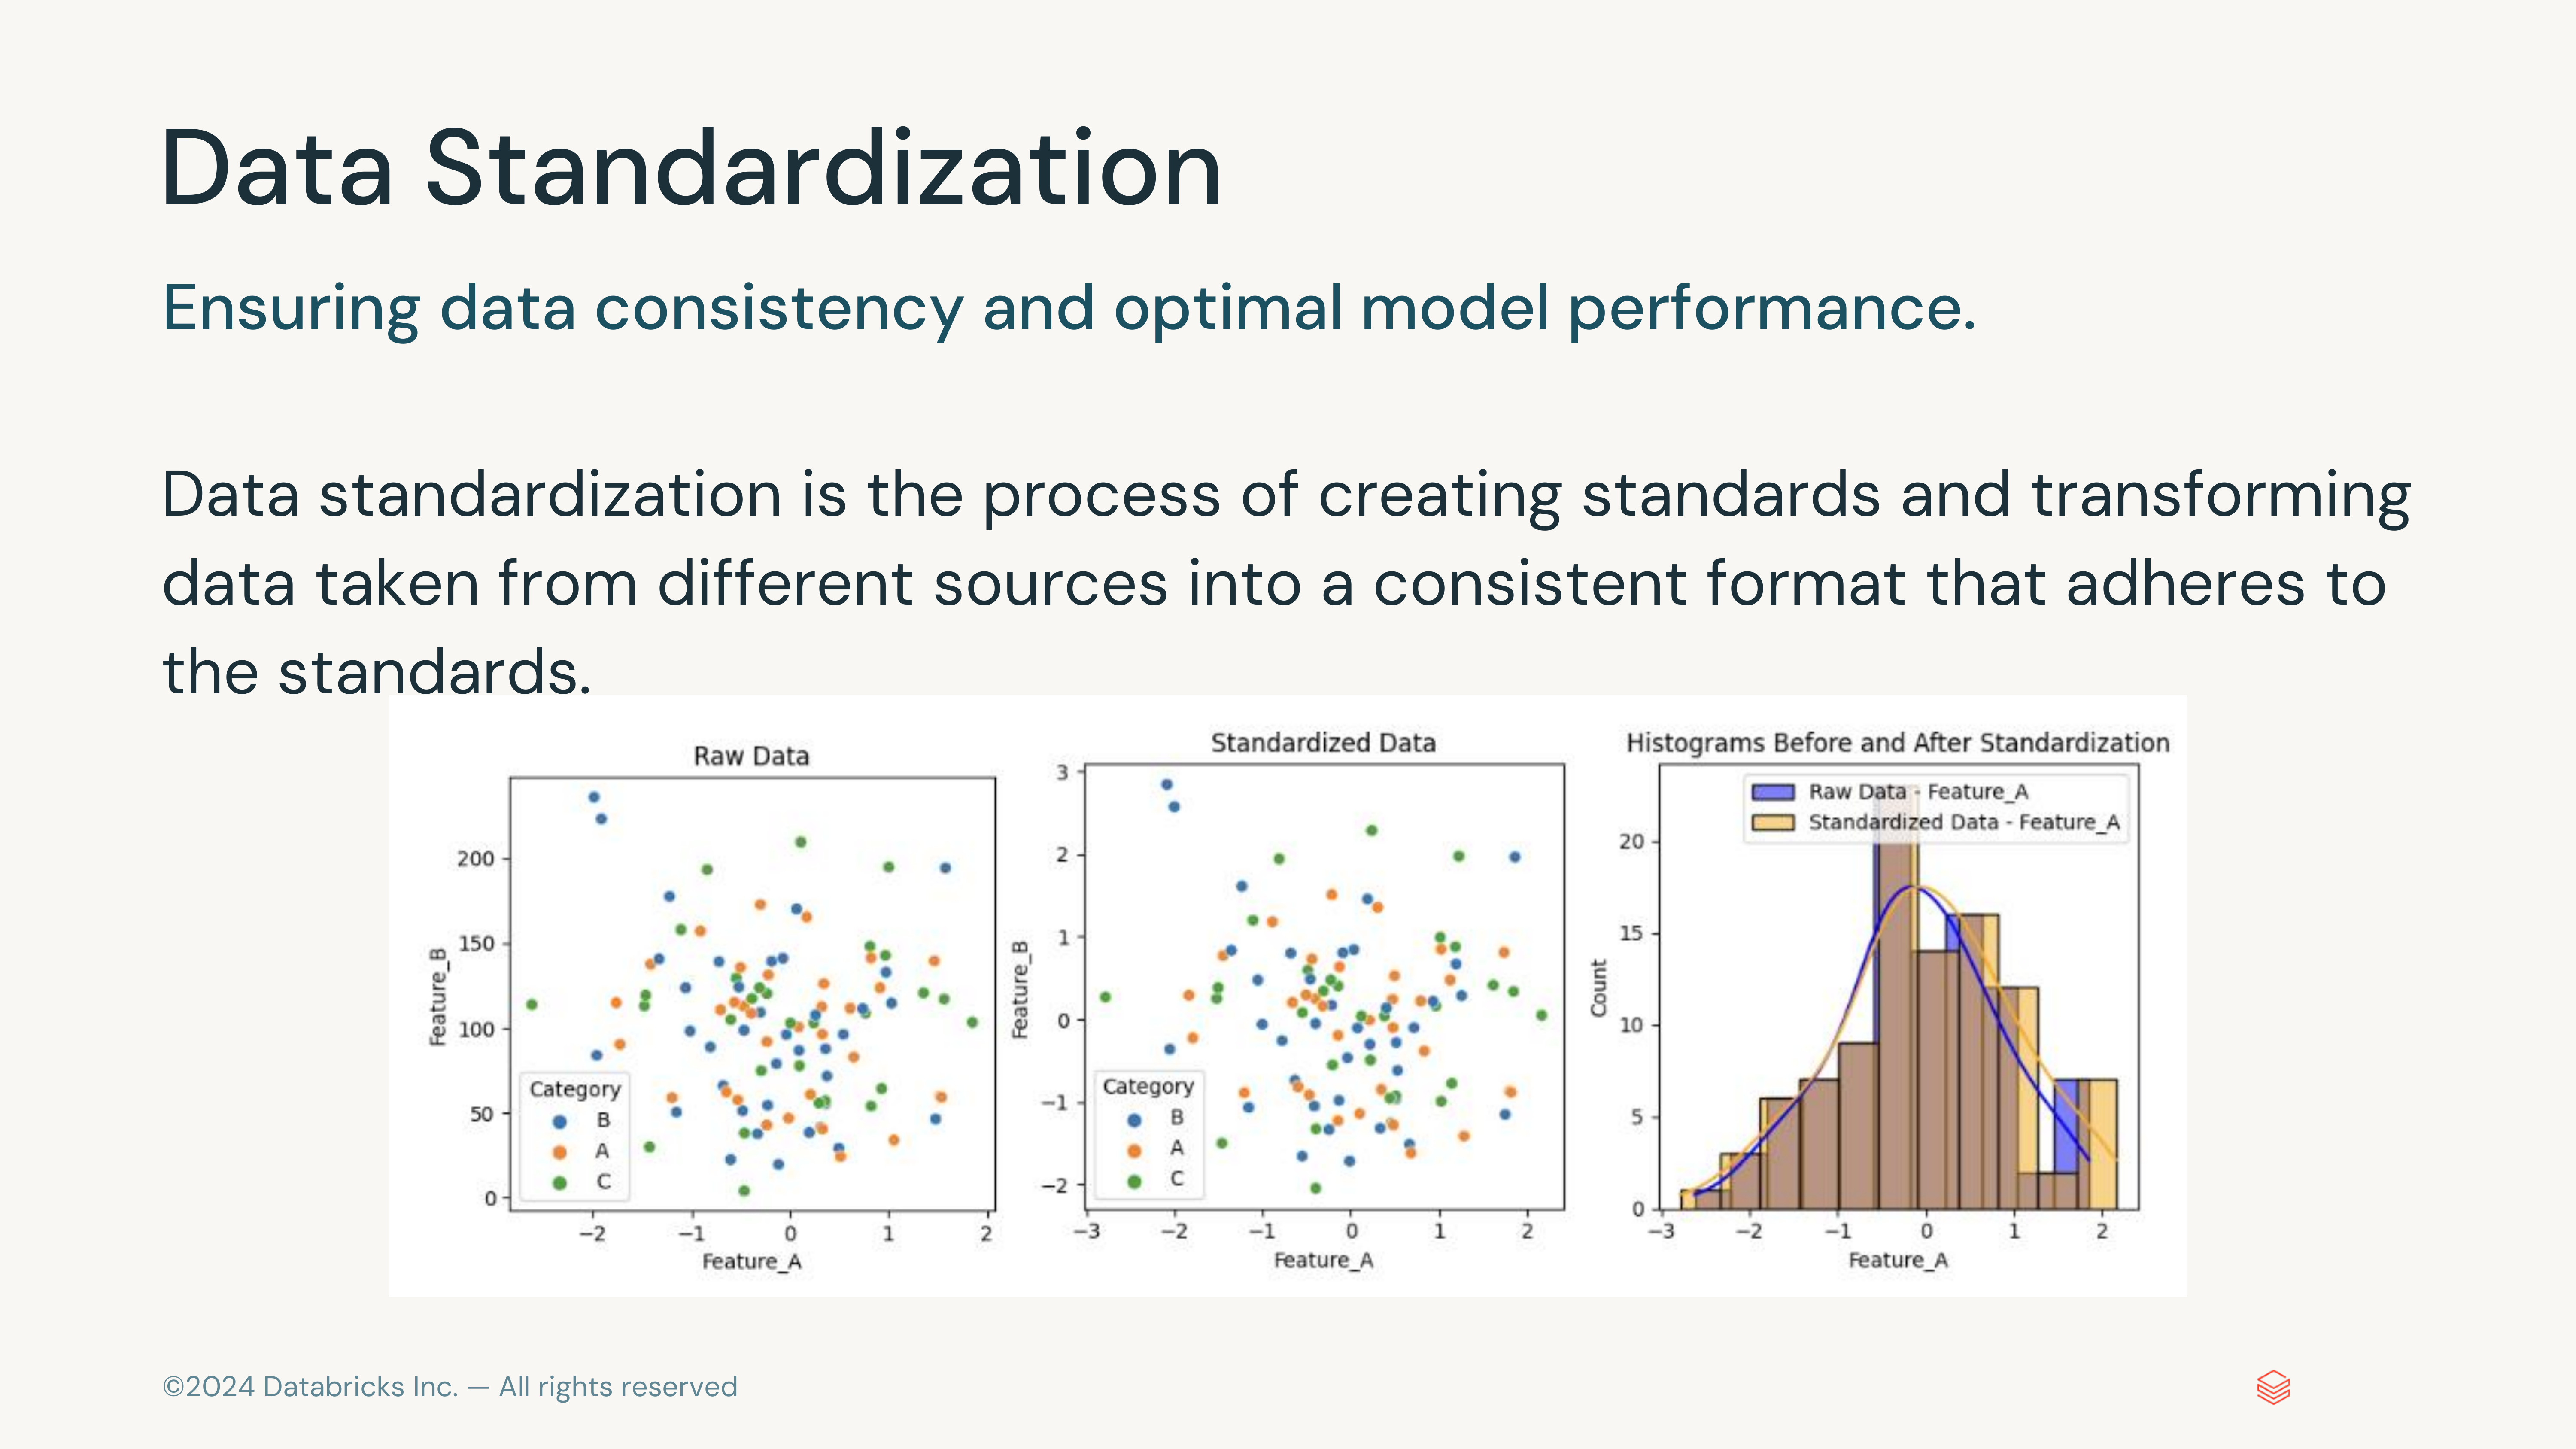 Data Standardization
Ensuring data consistency and optimal model performance.
Data standardization is the process of creating standards and transforming
data taken from different sources into a consistent format that adheres to
the standards.
Raw Data
Feature_B
200
150
100
50
0
Category
B
A
C
−2
−1
0
1
2
Feature_A
Standardized Data
Feature_B
3
2
1
0
−1
−2
Category
B
A
C
−3
−2
−1
0
1
2
Feature_A
Histograms Before and After Standardization
Raw Data - Feature_A
Standardized Data - Feature_A
Count
20
15
10
5
0
−3
−2
−1
0
1
2
Feature_A
©2024 Databricks Inc. — All rights reserved